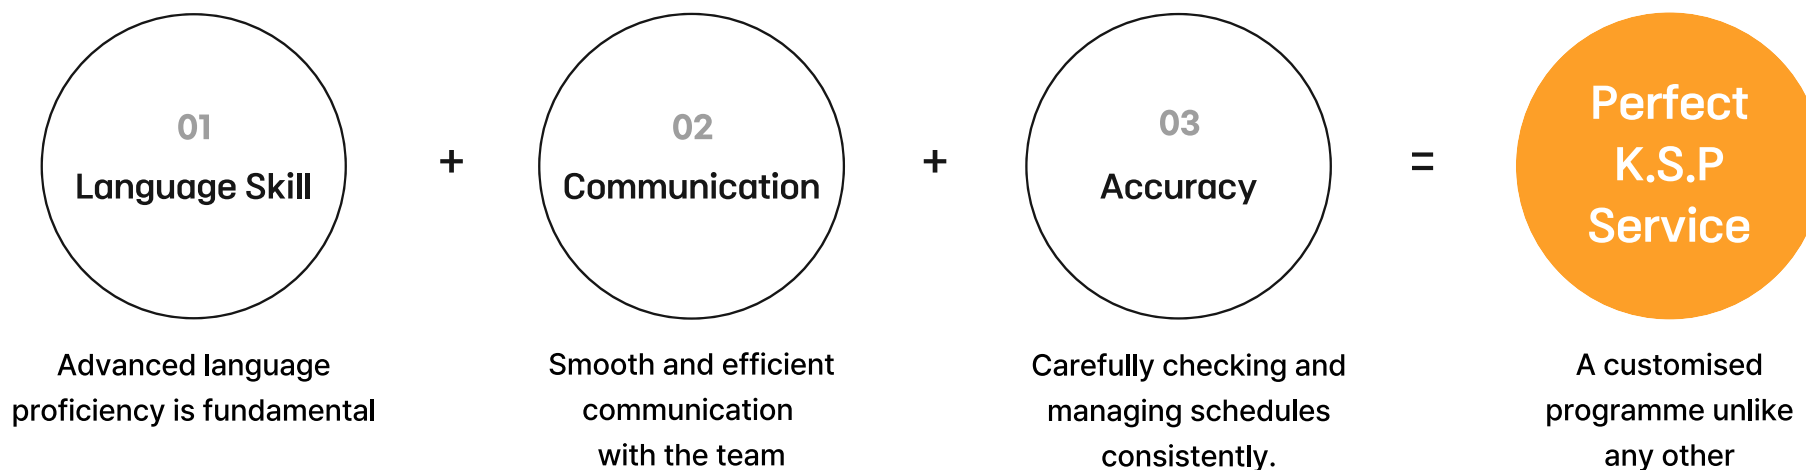 01
Language Skill
Advanced language
proficiency is fundamental
+
02
Communication
Smooth and efficient
communication
with the team
+
03
Accuracy
Carefully checking and
managing schedules
consistently.
=
Perfect
K.S.P
Service
A customised
programme unlike
any other